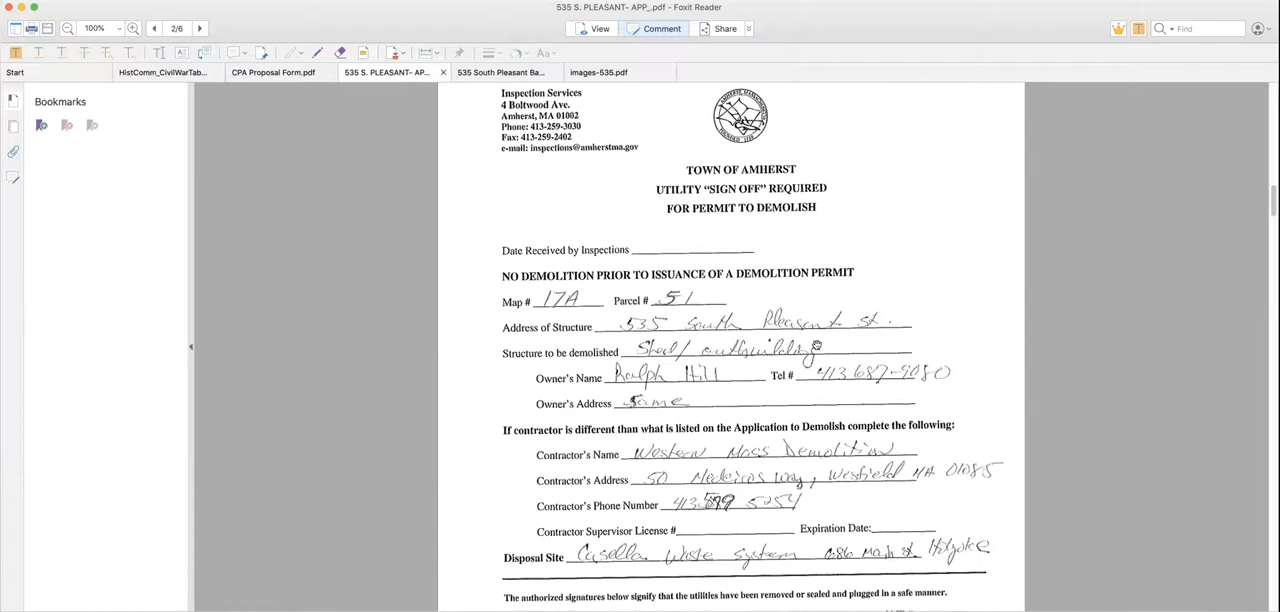 535 S. PLEASANT- APP_.pdf - Foxit Reader
100% 2/6 View Comment Share Find
Start HistComm_CivilWarTab... CPA Proposal Form.pdf 535 S. PLEASANT- AP... × 535 South Pleasant Ba... images-535.pdf
Bookmarks
Inspection Services
4 Boltwood Ave.
Amherst, MA 01002
Phone: 413-259-3030
Fax: 413-259-2402
e-mail: inspections@amherstma.gov
TOWN OF AMHERST
UTILITY “SIGN OFF” REQUIRED
FOR PERMIT TO DEMOLISH
Date Received by Inspections
NO DEMOLITION PRIOR TO ISSUANCE OF A DEMOLITION PERMIT
Map # 17A Parcel # 51
Address of Structure 535 South Pleasant St.
Structure to be demolished Shed/ outbuilding
Owner's Name Ralph Hill Tel # 413 687-9080
Owner's Address Same
If contractor is different than what is listed on the Application to Demolish complete the following:
Contractor's Name Western Mass Demolition
Contractor's Address 50 Medeiros Way, Westfield MA 01085
Contractor's Phone Number 413 5254
Contractor Supervisor License # Expiration Date:
Disposal Site Casella Waste System 686 Main st. Holyoke
The authorized signatures below signify that the utilities have been removed or sealed and plugged in a safe manner.